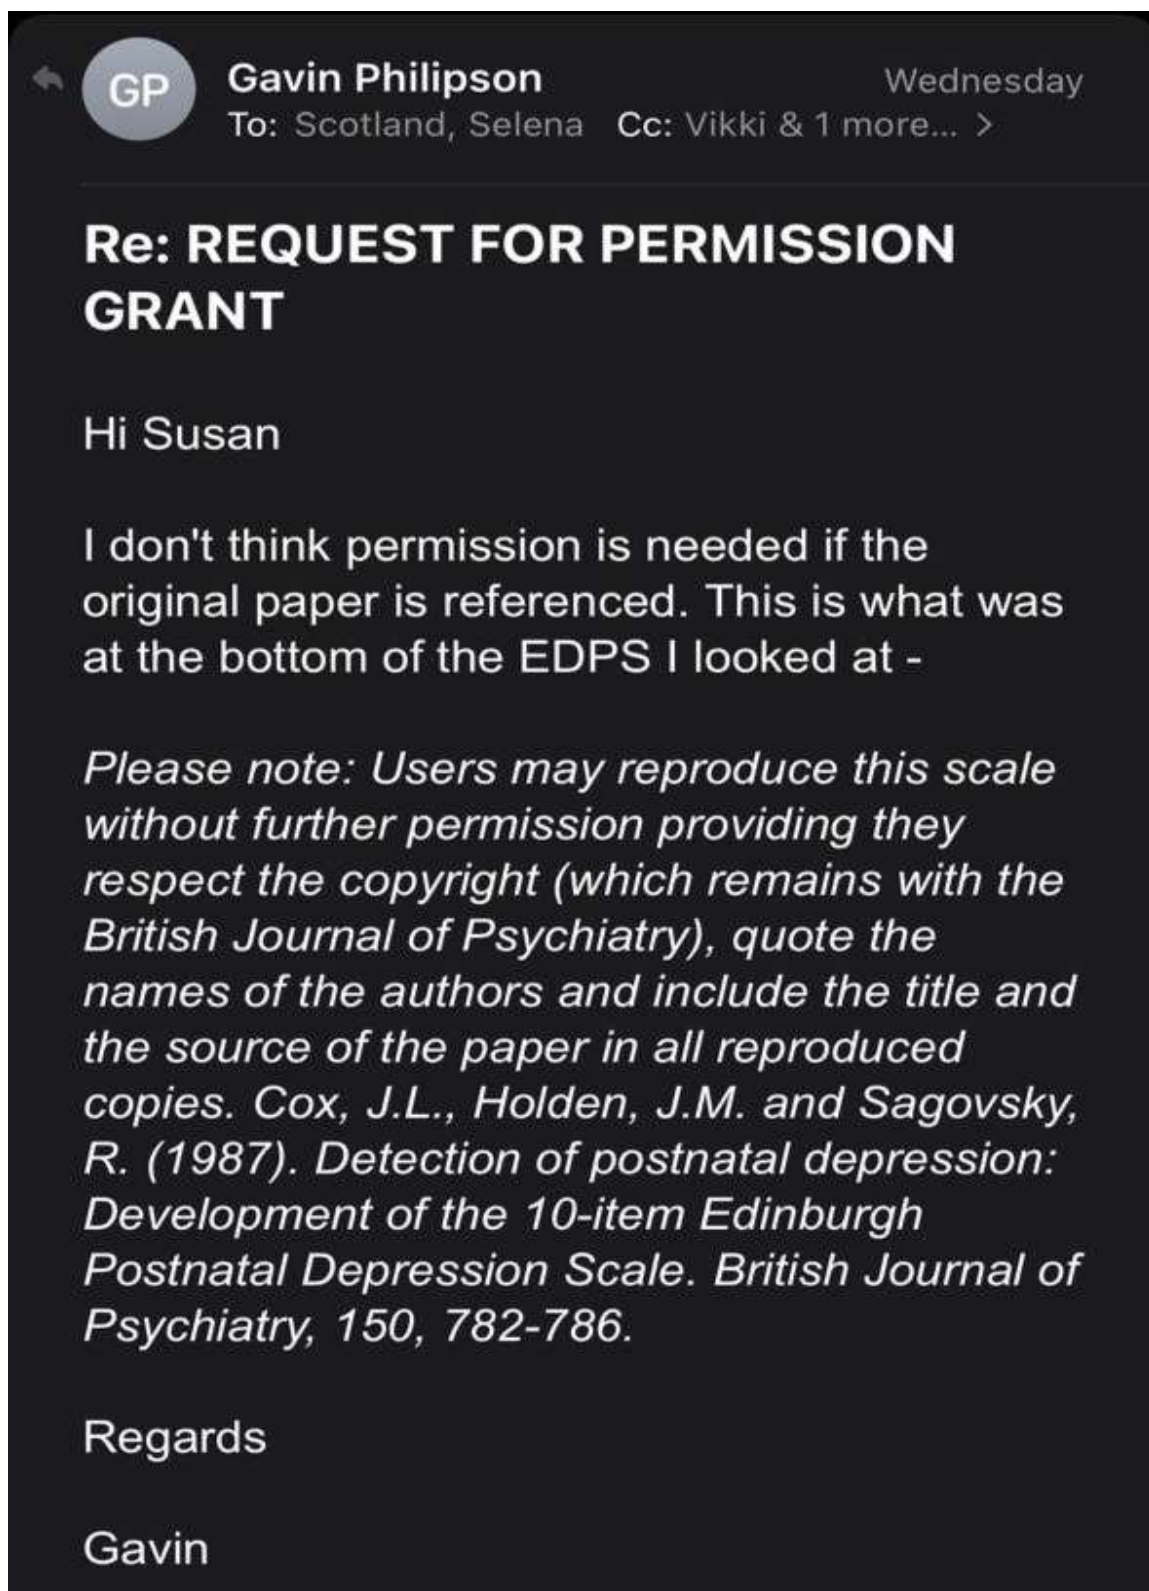 GP
Gavin Philipson
Wednesday
To: Scotland, Selena Cc: Vikki & 1 more... >
Re: REQUEST FOR PERMISSION
GRANT
Hi Susan
I don't think permission is needed if the
original paper is referenced. This is what was
at the bottom of the EDPS I looked at -
Please note: Users may reproduce this scale
without further permission providing they
respect the copyright (which remains with the
British Journal of Psychiatry), quote the
names of the authors and include the title and
the source of the paper in all reproduced
copies. Cox, J.L., Holden, J.M. and Sagovsky,
R. (1987). Detection of postnatal depression:
Development of the 10-item Edinburgh
Postnatal Depression Scale. British Journal of
Psychiatry, 150, 782-786.
Regards
Gavin